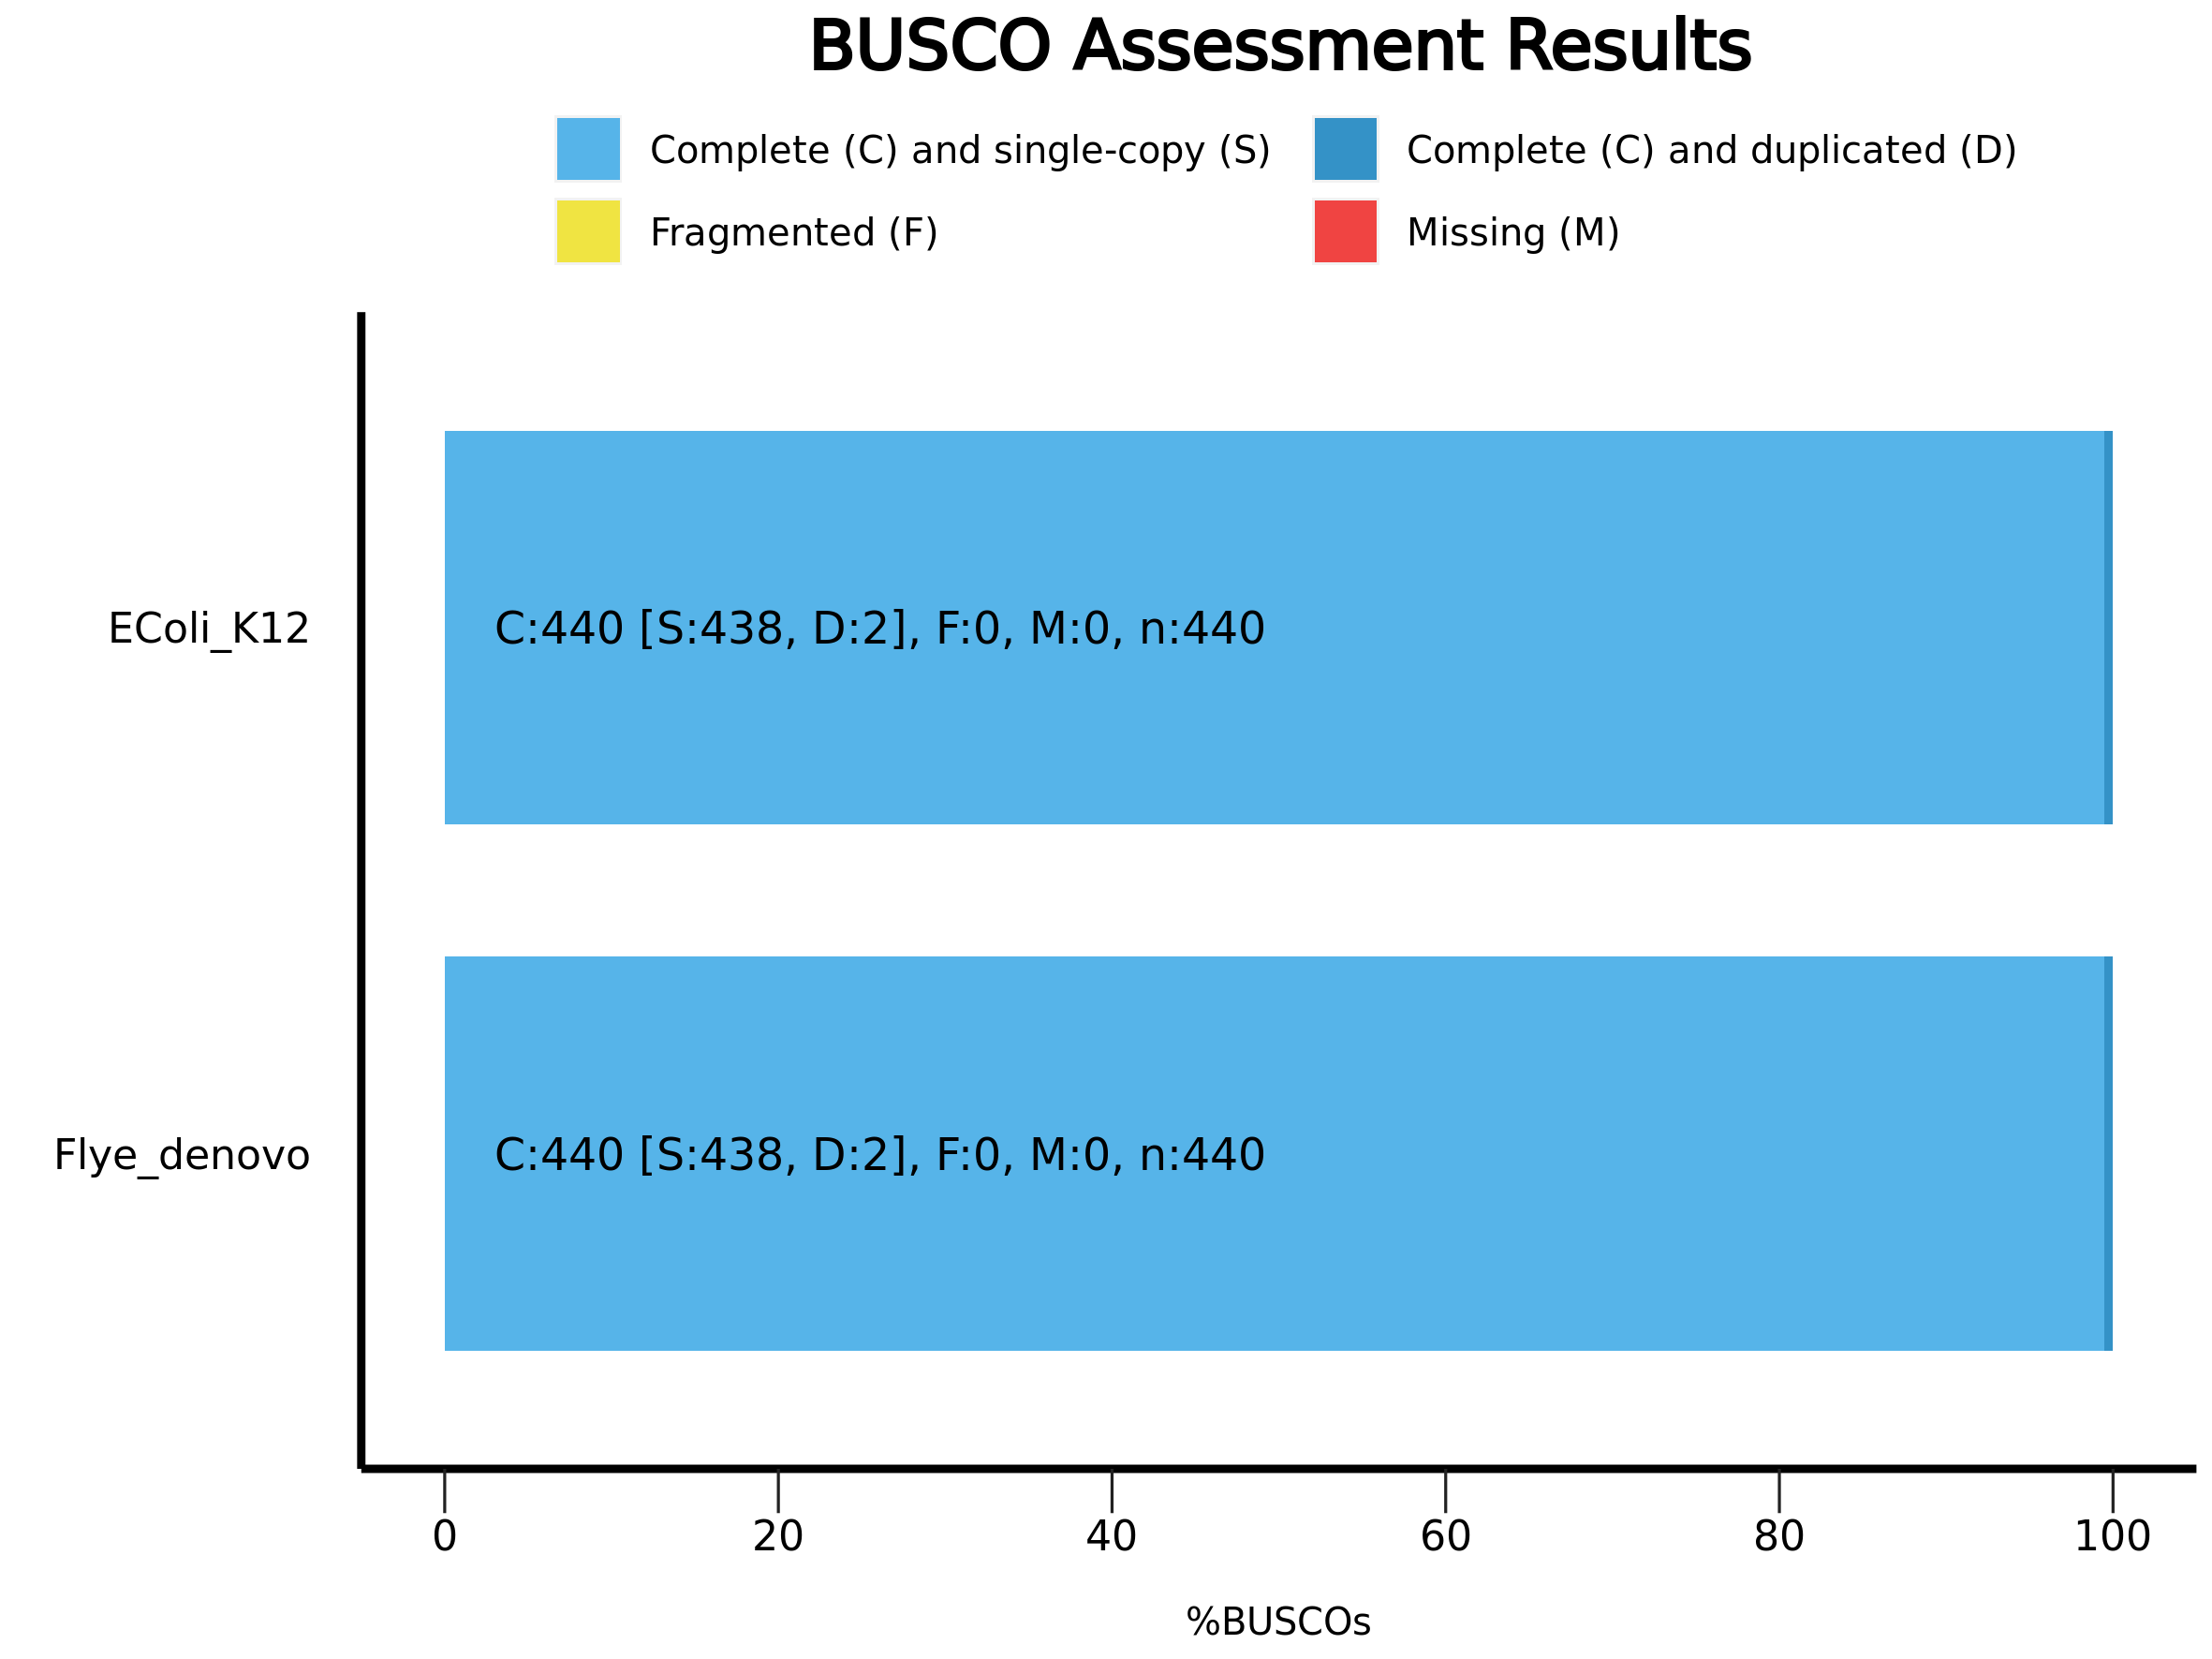 BUSCO Assessment Results
Complete (C) and single-copy (S)
Complete (C) and duplicated (D)
Fragmented (F)
Missing (M)
EColi_K12
C:440 [S:438, D:2], F:0, M:0, n:440
Flye_denovo
C:440 [S:438, D:2], F:0, M:0, n:440
0 20 40 60 80 100
%BUSCOs